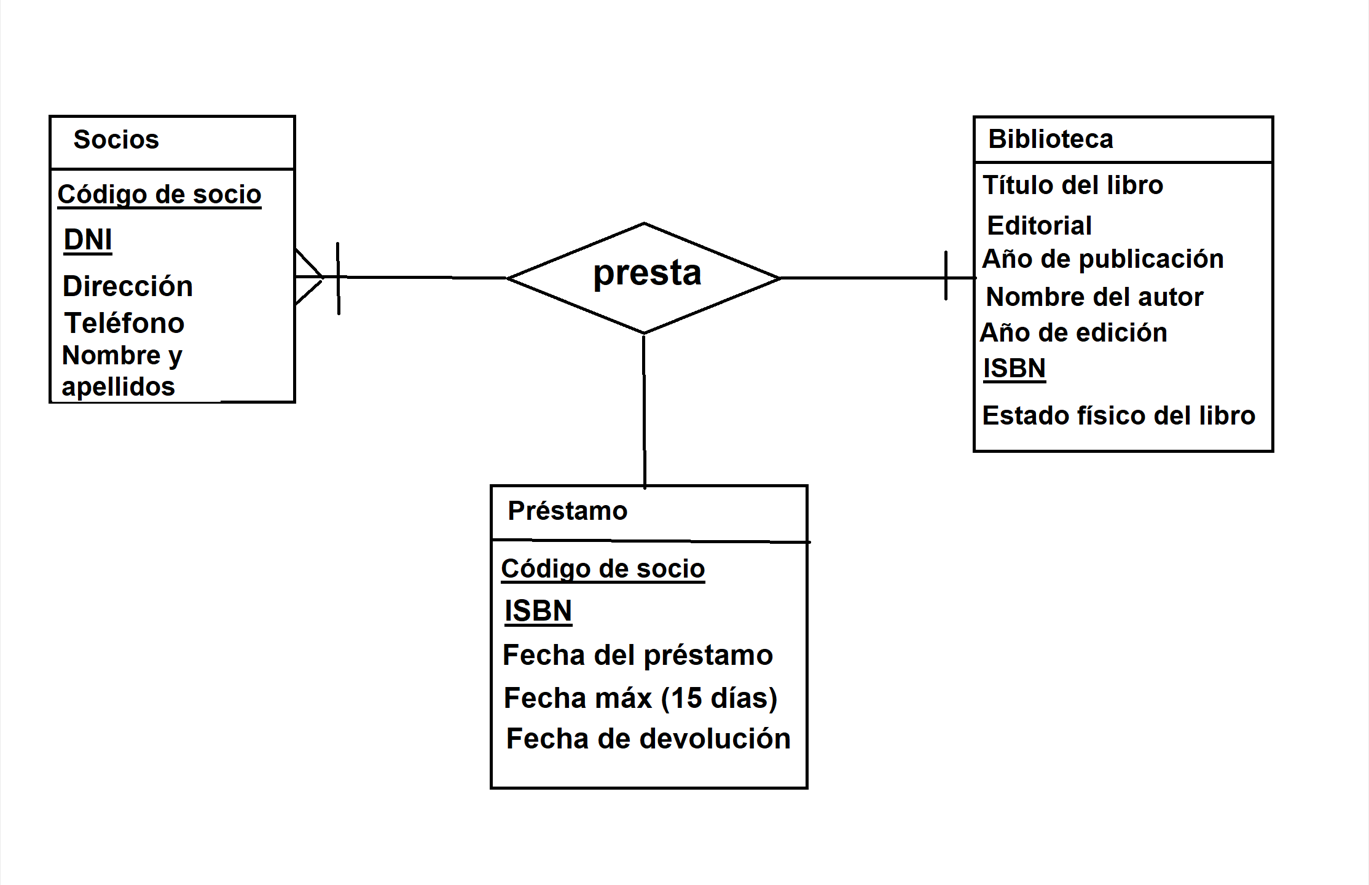 Socios
Código de socio
DNI
Dirección
Teléfono
Nombre y
apellidos
presta
Biblioteca
Título del libro
Editorial
Año de publicación
Nombre del autor
Año de edición
ISBN
Estado físico del libro
Préstamo
Código de socio
ISBN
Fecha del préstamo
Fecha máx (15 días)
Fecha de devolución